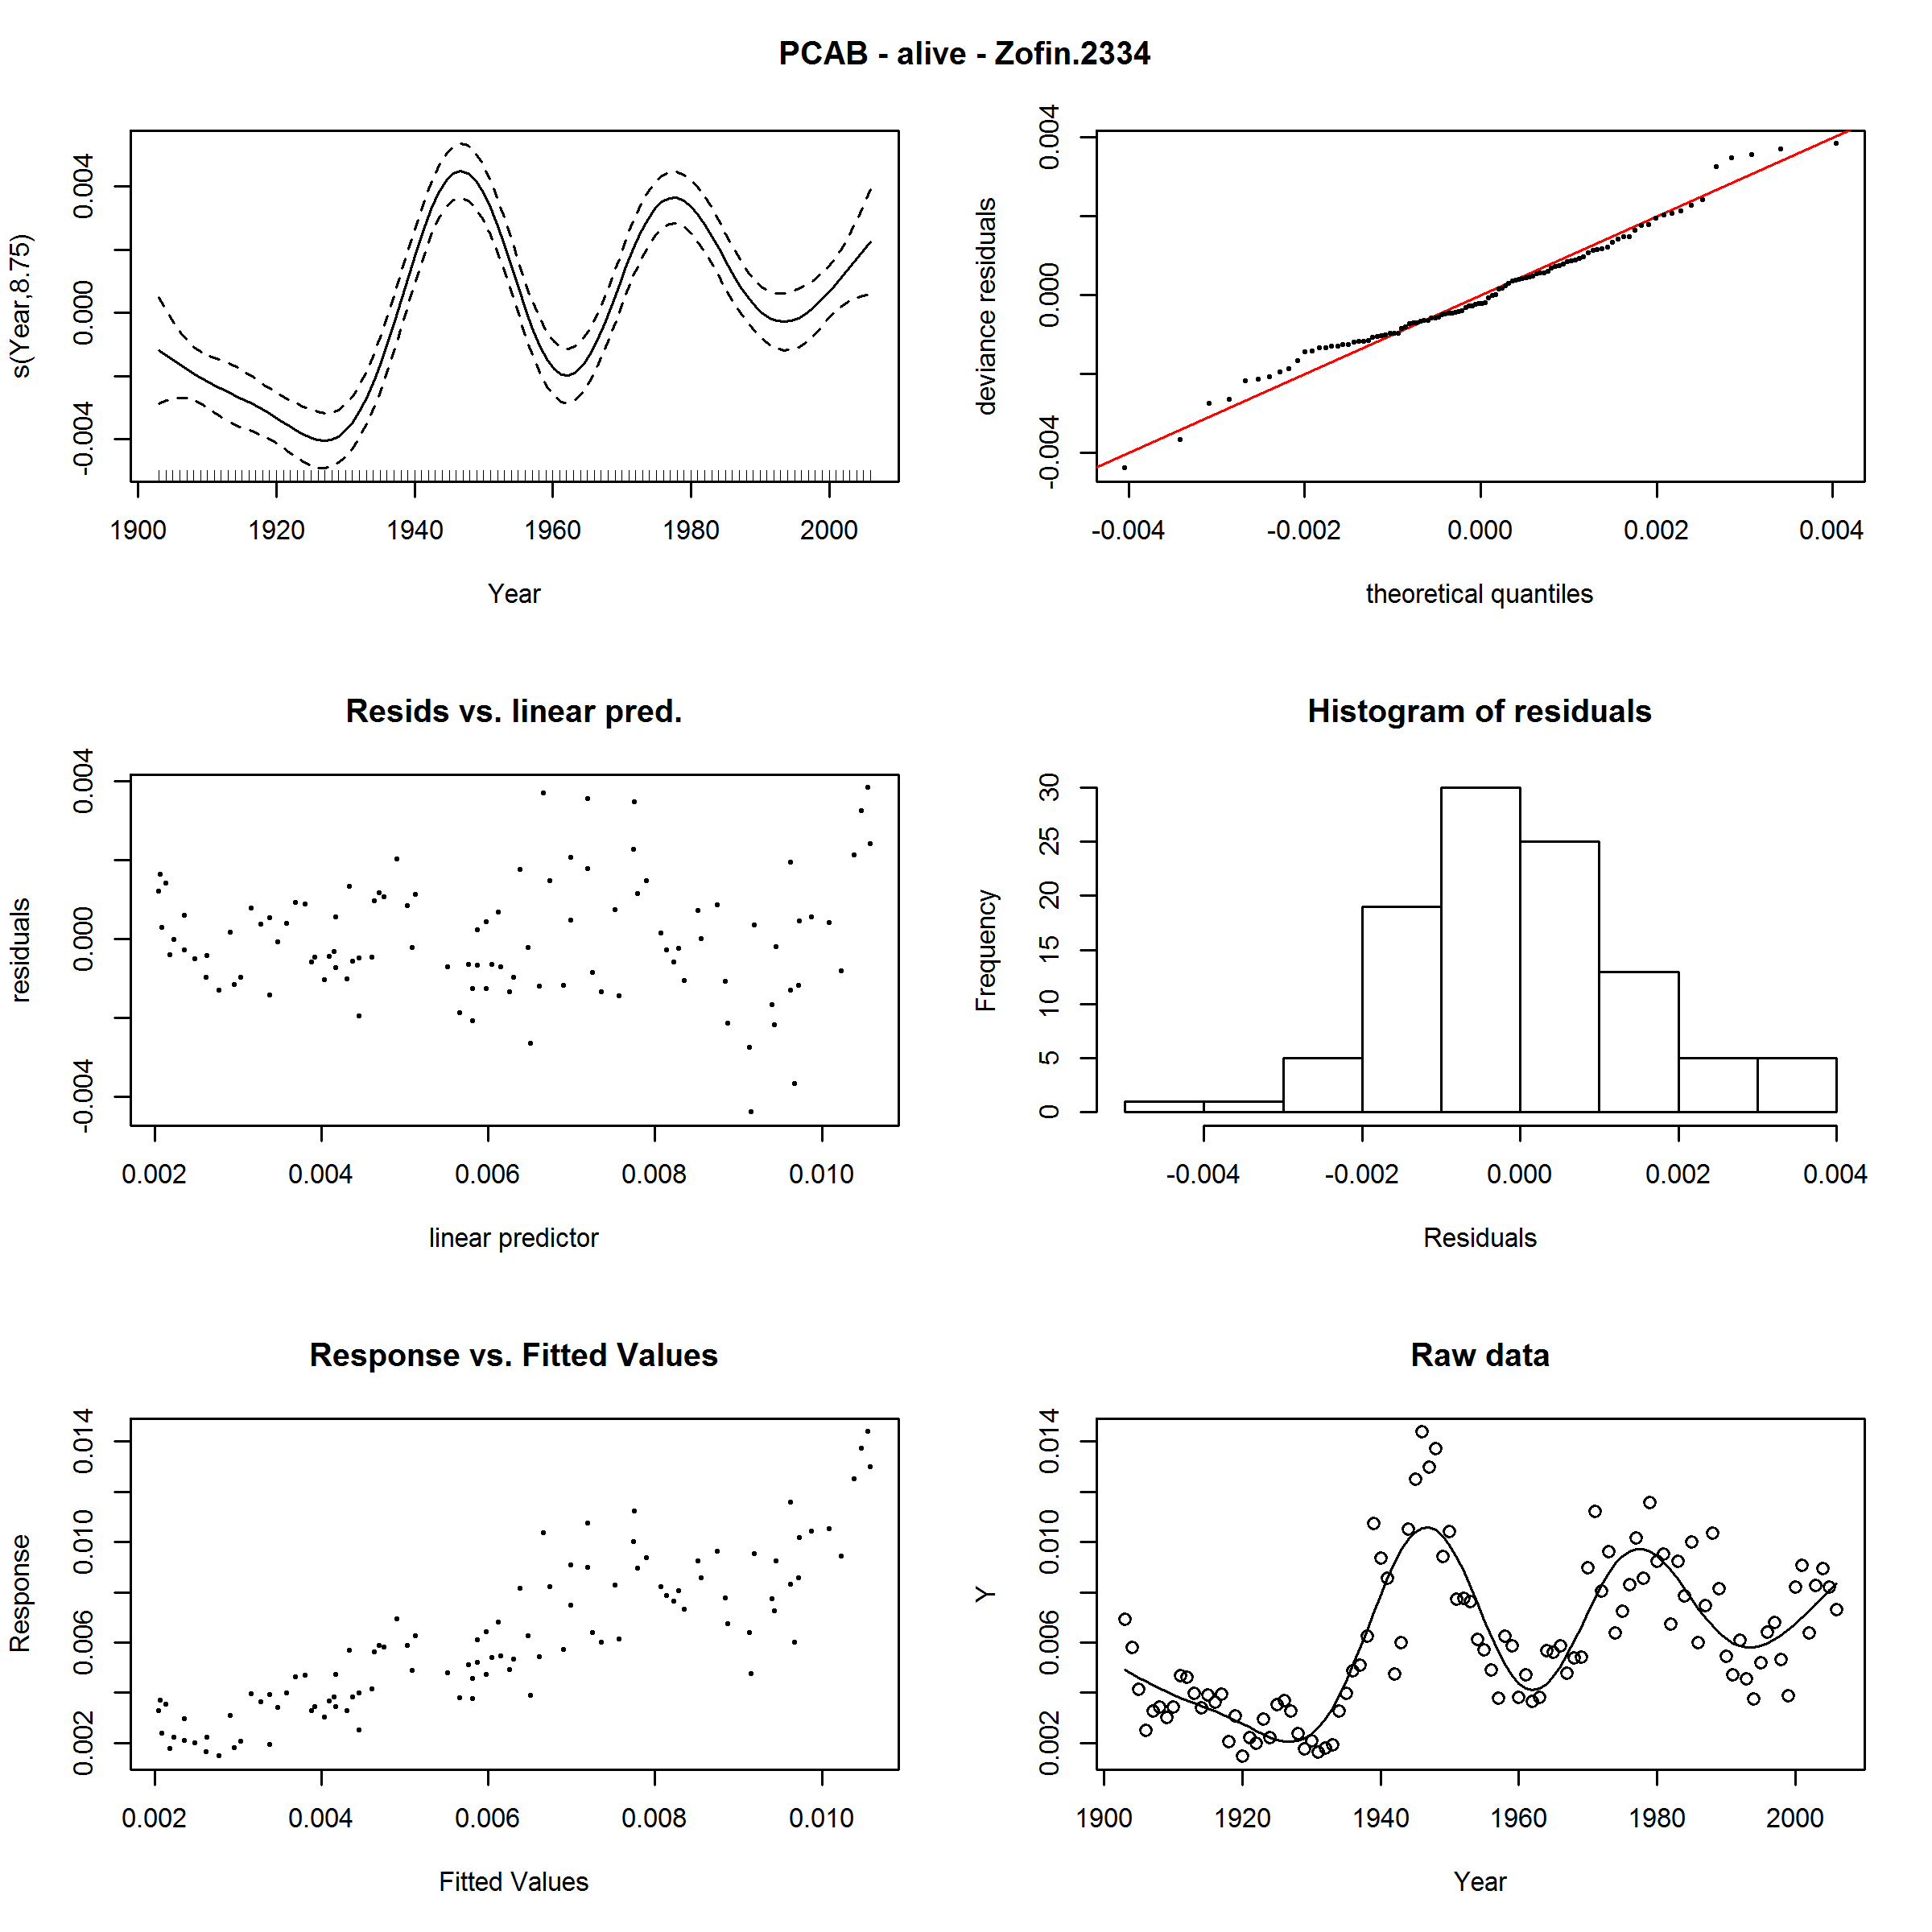 PCAB - alive - Zofin.2334
s(Year,8.75)
-0.004 0.000 0.004
1900 1920 1940 1960 1980 2000
Year
deviance residuals
-0.004 0.000 0.004
-0.004 -0.002 0.000 0.002 0.004
theoretical quantiles
Resids vs. linear pred.
residuals
-0.004 0.000 0.004
0.002 0.004 0.006 0.008 0.010
linear predictor
Histogram of residuals
Frequency
0 5 10 15 20 25 30
-0.004 -0.002 0.000 0.002 0.004
Residuals
Response vs. Fitted Values
Response
0.002 0.006 0.010 0.014
0.002 0.004 0.006 0.008 0.010
Fitted Values
Raw data
Y
0.002 0.006 0.010 0.014
1900 1920 1940 1960 1980 2000
Year